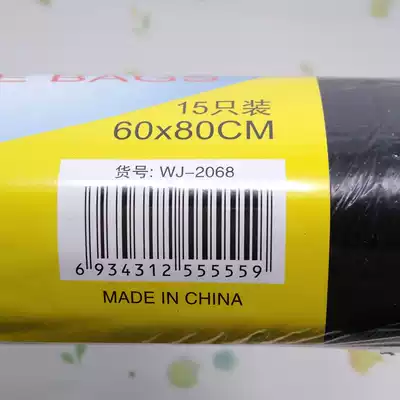 BAGS
15只装
60x80CM
货号: WJ-2068
6 934312 555559
MADE IN CHINA